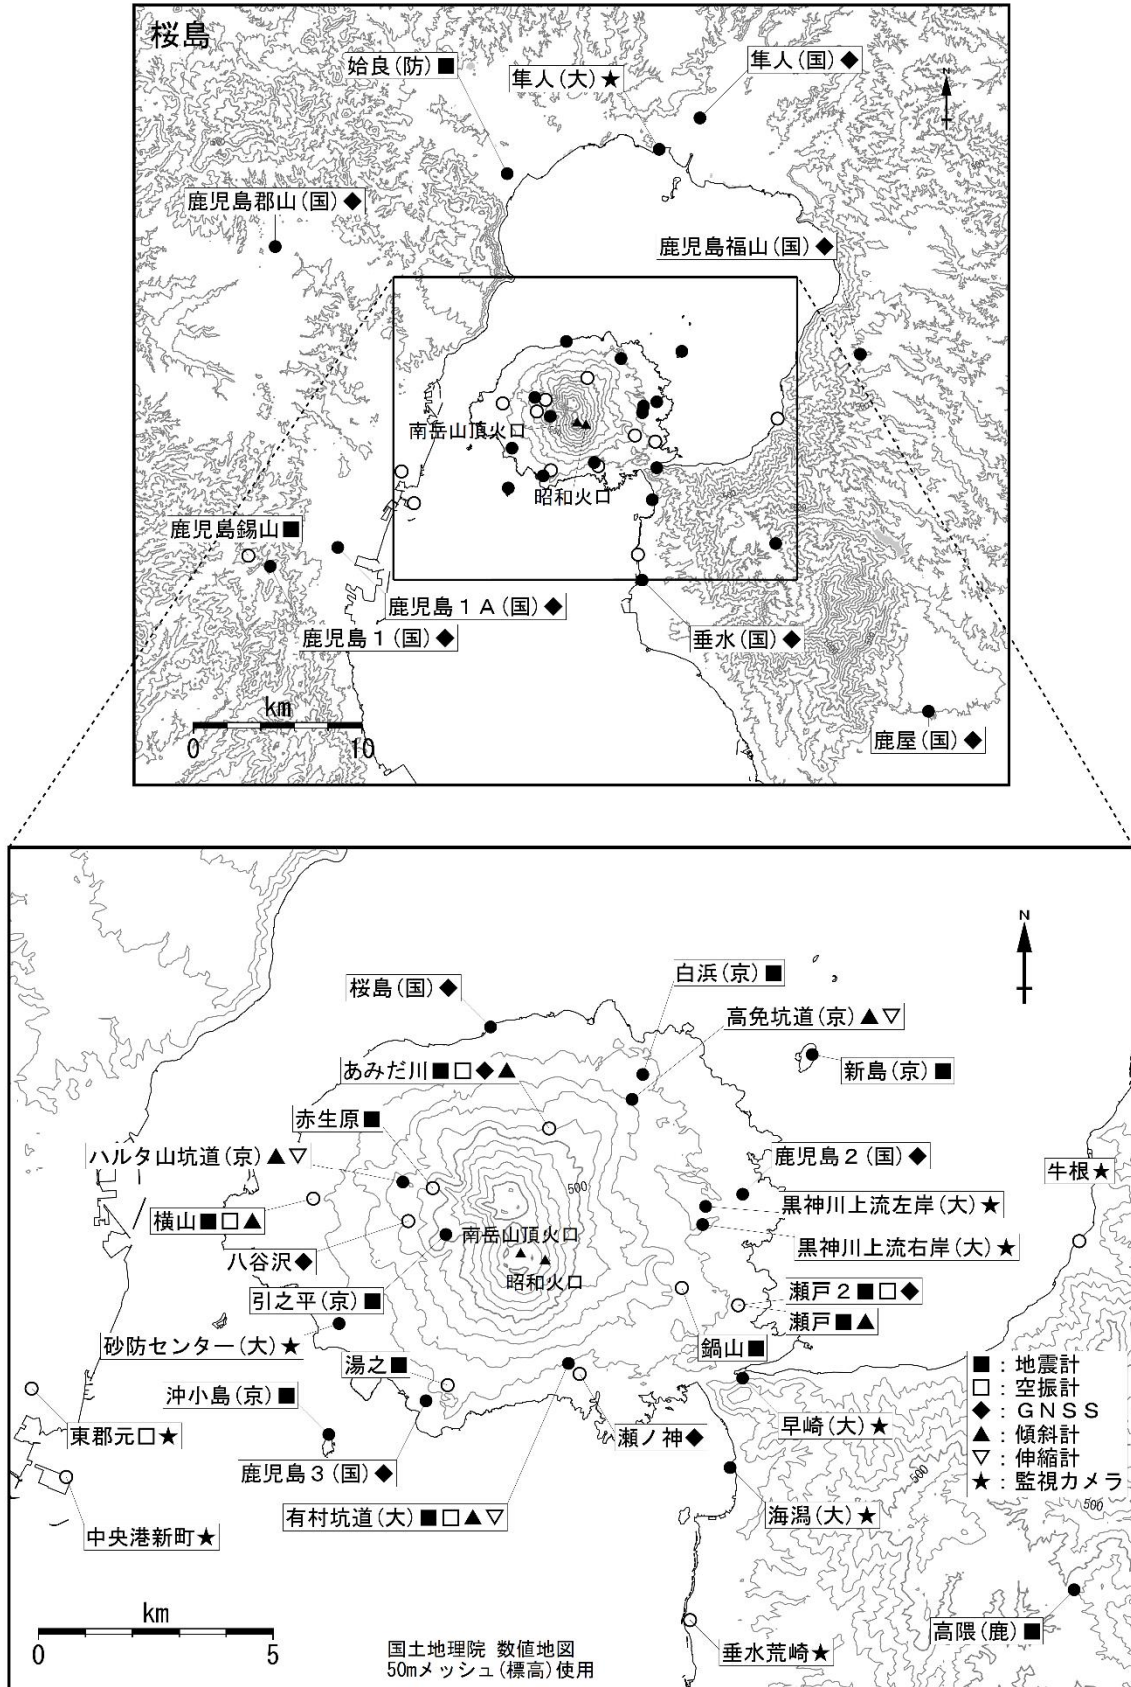 桜島
姶良(防)■
隼人(大)★
隼人(国)◆
N
鹿児島郡山(国)◆
鹿児島福山(国)◆
南岳山頂火口
昭和火口
鹿児島錫山■
鹿児島1A(国)◆
鹿児島1(国)◆
垂水(国)◆
鹿屋(国)◆
km
0 10
N
白浜(京)■
桜島(国)◆
高免坑道(京)▲▽
あみだ川■□◆▲
新島(京)■
赤生原■
ハルタ山坑道(京)▲▽
鹿児島2(国)◆
牛根★
500
横山■□▲
黒神川上流左岸(大)★
南岳山頂火口
黒神川上流右岸(大)★
八谷沢◆
昭和火口
瀬戸2■□◆
引之平(京)■
瀬戸■▲
砂防センター(大)★
鍋山■
湯之■
沖小島(京)■
東郡元□★
瀬ノ神◆
早崎(大)★
鹿児島3(国)◆
有村坑道(大)■□▲▽
海潟(大)★
中央港新町★
■:地震計
□:空振計
◆:GNSS
▲:傾斜計
▽:伸縮計
★:監視カメラ
500
500
高隈(鹿)■
垂水荒崎★
km
0 5
国土地理院 数値地図
50mメッシュ(標高)使用